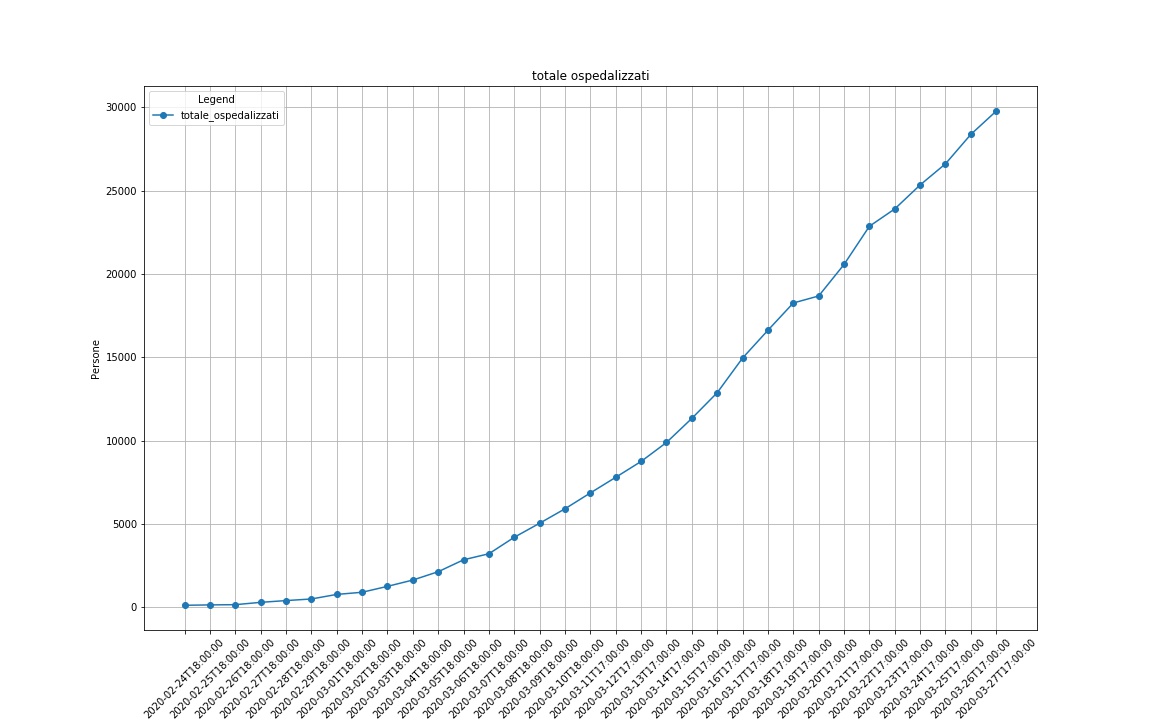 totale ospedalizzati
Legend
totale_ospedalizzati
30000
25000
20000
15000
10000
5000
0
Persone
2020-02-24T18:00:00
2020-02-25T18:00:00
2020-02-26T18:00:00
2020-02-27T18:00:00
2020-02-28T18:00:00
2020-02-29T18:00:00
2020-03-01T18:00:00
2020-03-02T18:00:00
2020-03-03T18:00:00
2020-03-04T18:00:00
2020-03-05T18:00:00
2020-03-06T18:00:00
2020-03-07T18:00:00
2020-03-08T18:00:00
2020-03-09T18:00:00
2020-03-10T18:00:00
2020-03-11T17:00:00
2020-03-12T17:00:00
2020-03-13T17:00:00
2020-03-14T17:00:00
2020-03-15T17:00:00
2020-03-16T17:00:00
2020-03-17T17:00:00
2020-03-18T17:00:00
2020-03-19T17:00:00
2020-03-20T17:00:00
2020-03-21T17:00:00
2020-03-22T17:00:00
2020-03-23T17:00:00
2020-03-24T17:00:00
2020-03-25T17:00:00
2020-03-26T17:00:00
2020-03-27T17:00:00